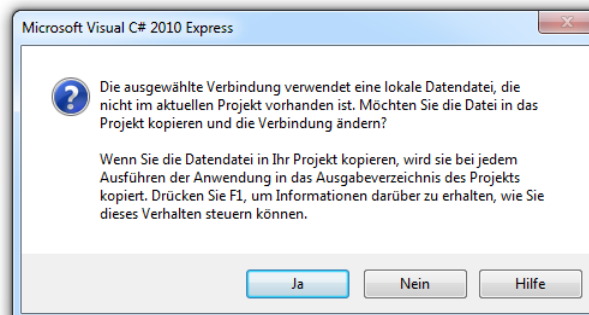 Microsoft Visual C# 2010 Express
Die ausgewählte Verbindung verwendet eine lokale Datendatei, die
nicht im aktuellen Projekt vorhanden ist. Möchten Sie die Datei in das
Projekt kopieren und die Verbindung ändern?
Wenn Sie die Datendatei in Ihr Projekt kopieren, wird sie bei jedem
Ausführen der Anwendung in das Ausgabeverzeichnis des Projekts
kopiert. Drücken Sie F1, um Informationen darüber zu erhalten, wie Sie
dieses Verhalten steuern können.
Ja
Nein
Hilfe